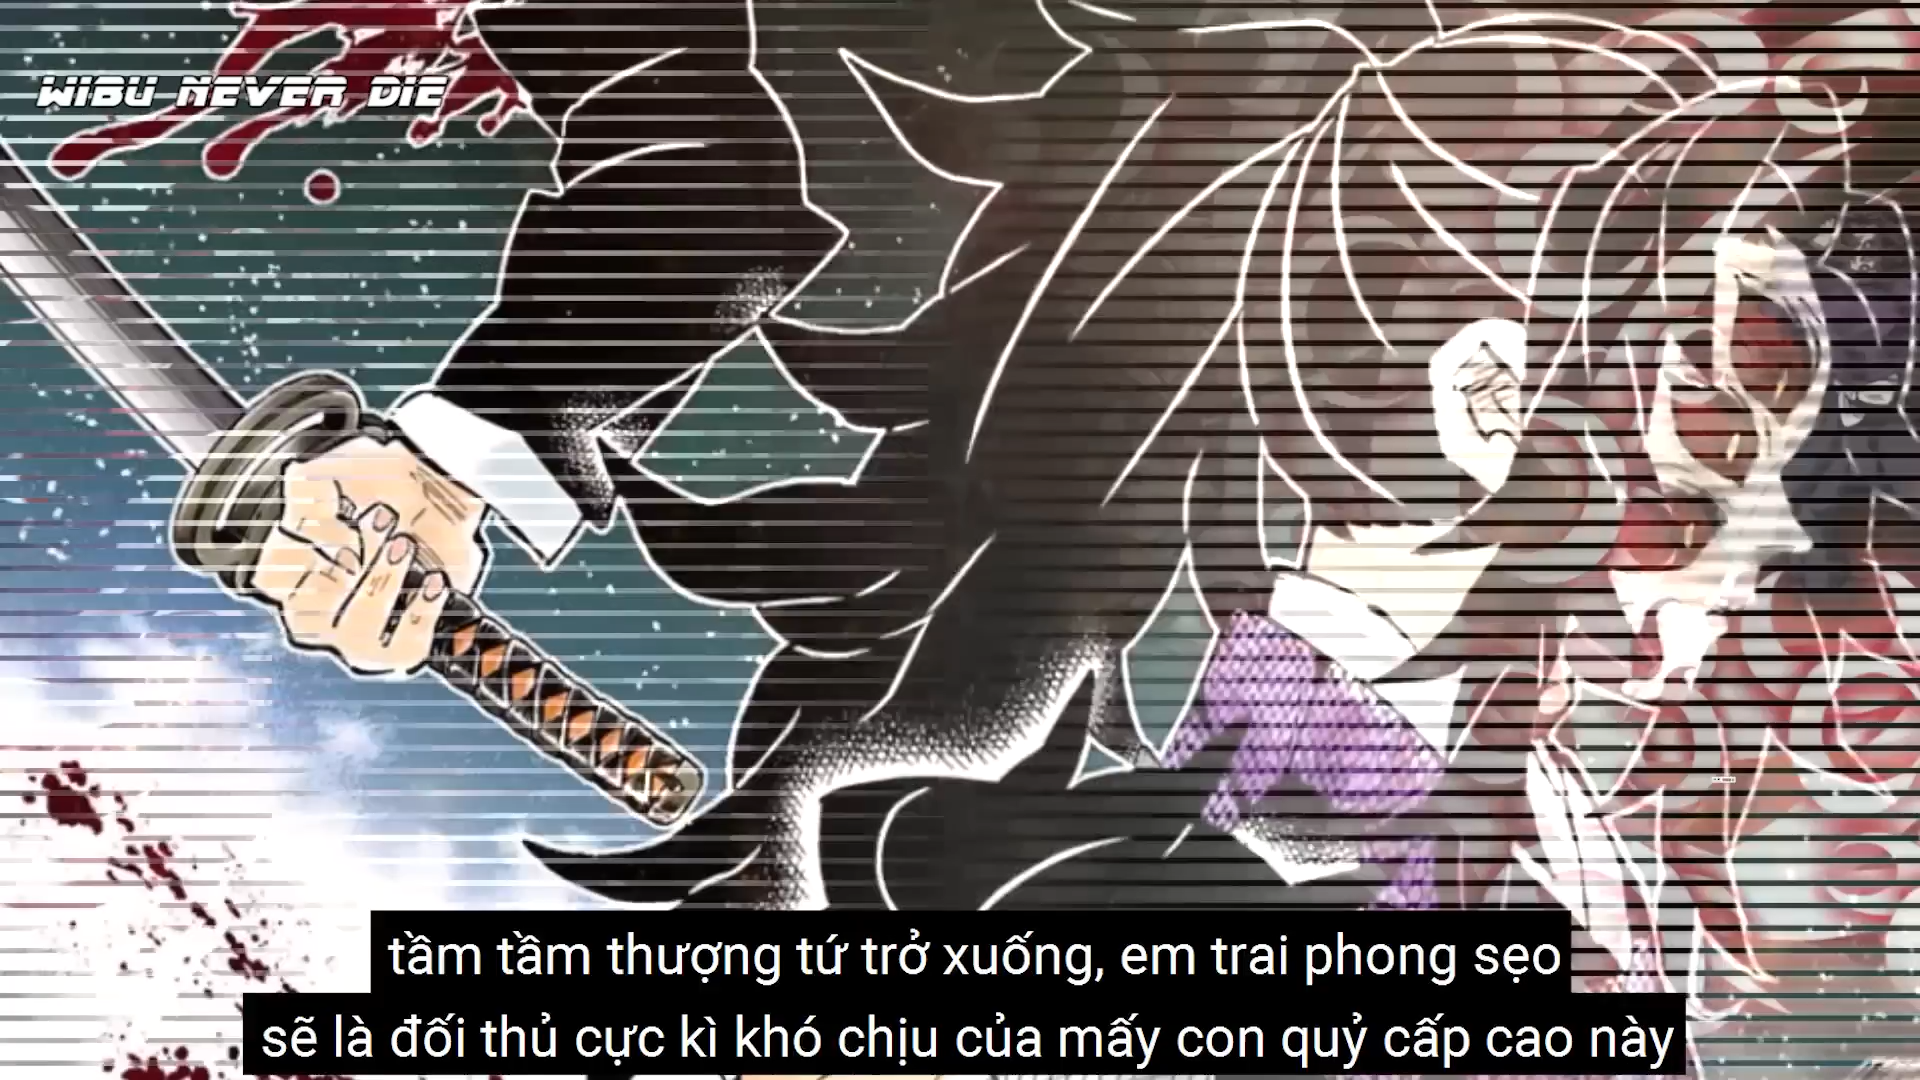 WIBU NEVER DIE
tầm tầm thượng tứ trở xuống, em trai phong sẹo
sẽ là đối thủ cực kì khó chịu của mấy con quỷ cấp cao này